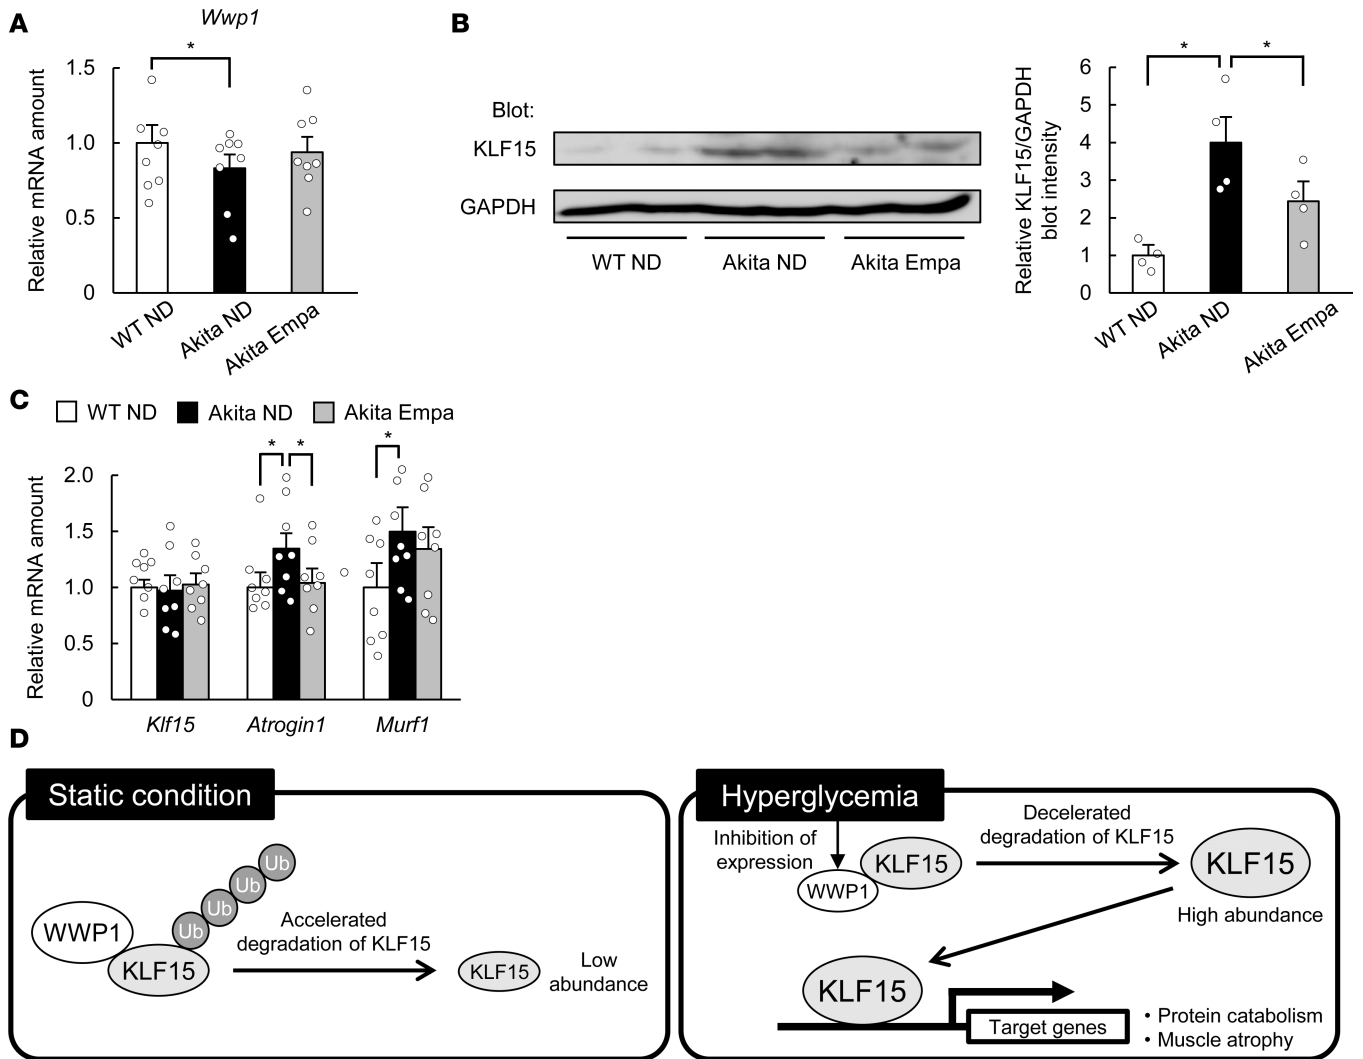 A
Wwp1
*
Relative mRNA amount
1.5
1.0
0.5
0
WT ND
Akita ND
Akita Empa
B
Blot:
KLF15
GAPDH
WT ND
Akita ND
Akita Empa
* *
Relative KLF15/GAPDH
blot intensity
6
5
4
3
2
1
0
WT ND
Akita ND
Akita Empa
C
WT ND
Akita ND
Akita Empa
* *
*
Relative mRNA amount
2.0
1.5
1.0
0.5
0
Klf15
Atrogin1
Murf1
D
Static condition
WWP1
KLF15
Ub
Ub
Ub
Ub
Accelerated
degradation of KLF15
KLF15
Low
abundance
Hyperglycemia
Inhibition of
expression
WWP1
KLF15
Decelerated
degradation of KLF15
KLF15
High abundance
KLF15
Target genes
• Protein catabolism
• Muscle atrophy